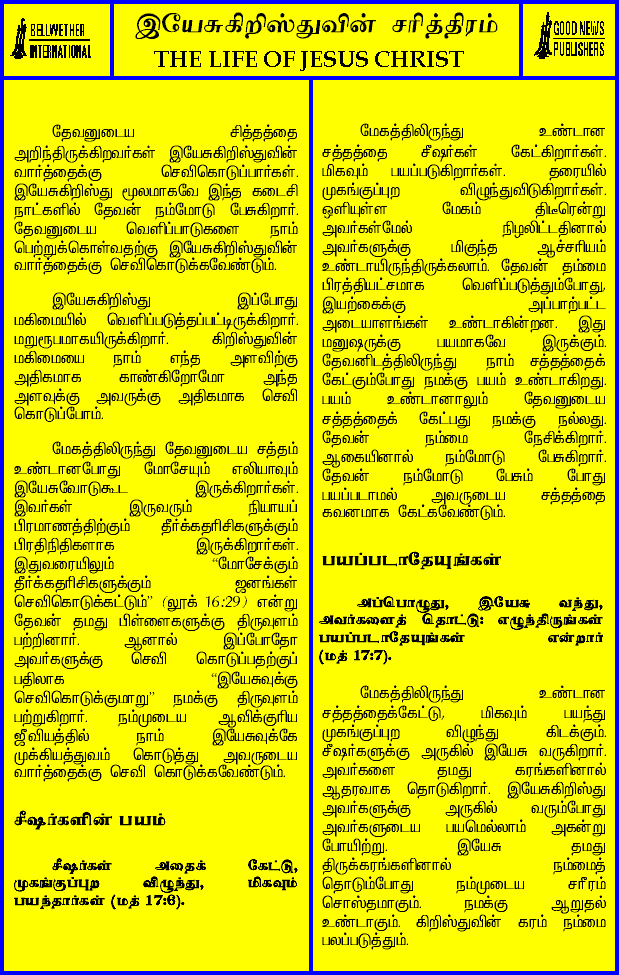 BELLWETHER
INTERNATIONAL
இயேசுகிறிஸ்துவின் சரித்திரம்
THE LIFE OF JESUS CHRIST
GOOD NEWS
PUBLISHERS
தேவனுடைய சித்தத்தை
அறிந்திருக்கிறவர்கள் இயேசுகிறிஸ்துவின்
வார்த்தைக்கு செவிகொடுப்பார்கள்.
இயேசுகிறிஸ்து மூலமாகவே இந்த கடைசி
நாட்களில் தேவன் நம்மோடு பேசுகிறார்.
தேவனுடைய வெளிப்பாடுகளை நாம்
பெற்றுக்கொள்வதற்கு இயேசுகிறிஸ்துவின்
வார்த்தைக்கு செவிகொடுக்கவேண்டும்.
இயேசுகிறிஸ்து இப்போது
மகிமையில் வெளிப்படுத்தப்பட்டிருக்கிறார்.
மறுரூபமாகயிருக்கிறார். கிறிஸ்துவின்
மகிமையை நாம் எந்த அளவிற்கு
அதிகமாக காண்கிறோமோ அந்த
அளவுக்கு அவருக்கு அதிகமாக செவி
கொடுப்போம்.
மேகத்திலிருந்து தேவனுடைய சத்தம்
உண்டானபோது மோசேயும் எலியாவும்
இயேசுவோடுகூட இருக்கிறார்கள்.
இவர்கள் இருவரும் நியாயப்
பிரமாணத்திற்கும் தீர்க்கதரிசிகளுக்கும்
பிரதிநிதிகளாக இருக்கிறார்கள்.
இதுவரையிலும் “மோசேக்கும்
தீர்க்கதரிசிகளுக்கும் ஜனங்கள்
செவிகொடுக்கட்டும்” (லூக் 16:29) என்று
தேவன் தமது பிள்ளைகளுக்கு திருவுளம்
பற்றினார். ஆனால் இப்போதோ
அவர்களுக்கு செவி கொடுப்பதற்குப்
பதிலாக “இயேசுவுக்கு
செவிகொடுக்குமாறு” நமக்கு திருவுளம்
பற்றுகிறார். நம்முடைய ஆவிக்குரிய
ஜீவியத்தில் நாம் இயேசுவுக்கே
முக்கியத்துவம் கொடுத்து அவருடைய
வார்த்தைக்கு செவி கொடுக்கவேண்டும்.
சீஷர்களின் பயம்
சீஷர்கள் அதைக் கேட்டு,
முகங்குப்புற விழுந்து, மிகவும்
பயந்தார்கள் (மத் 17:6).
மேகத்திலிருந்து உண்டான
சத்தத்தை சீஷர்கள் கேட்கிறார்கள்.
மிகவும் பயப்படுகிறார்கள். தரையில்
முகங்குப்புற விழுந்துவிடுகிறார்கள்.
ஒளியுள்ள மேகம் திடீரென்று
அவர்கள்மேல் நிழலிட்டதினால்
அவர்களுக்கு மிகுந்த ஆச்சரியம்
உண்டாயிருந்திருக்கலாம். தேவன் தம்மை
பிரத்தியட்சமாக வெளிப்படுத்தும்போது,
இயற்கைக்கு அப்பாற்பட்ட
அடையாளங்கள் உண்டாகின்றன. இது
மனுஷருக்கு பயமாகவே இருக்கும்.
தேவனிடத்திலிருந்து நாம் சத்தத்தைக்
கேட்கும்போது நமக்கு பயம் உண்டாகிறது.
பயம் உண்டானாலும் தேவனுடைய
சத்தத்தைக் கேட்பது நமக்கு நல்லது.
தேவன் நம்மை நேசிக்கிறார்.
ஆகையினால் நம்மோடு பேசுகிறார்.
தேவன் நம்மோடு பேசும் போது
பயப்படாமல் அவருடைய சத்தத்தை
கவனமாக கேட்கவேண்டும்.
பயப்படாதேயுங்கள்
அப்பொழுது, இயேசு வந்து,
அவர்களைத் தொட்டு: எழுந்திருங்கள்
பயப்படாதேயுங்கள் என்றார்
(மத் 17:7).
மேகத்திலிருந்து உண்டான
சத்தத்தைக்கேட்டு, மிகவும் பயந்து
முகங்குப்புற விழுந்து கிடக்கும்.
சீஷர்களுக்கு அருகில் இயேசு வருகிறார்.
அவர்களை தமது கரங்களினால்
ஆதரவாக தொடுகிறார். இயேசுகிறிஸ்து
அவர்களுக்கு அருகில் வரும்போது
அவர்களுடைய பயமெல்லாம் அகன்று
போயிற்று. இயேசு தமது
திருக்கரங்களினால் நம்மைத்
தொடும்போது நம்முடைய சரீரம்
சொஸ்தமாகும். நமக்கு ஆறுதல்
உண்டாகும். கிறிஸ்துவின் கரம் நம்மை
பலப்படுத்தும்.